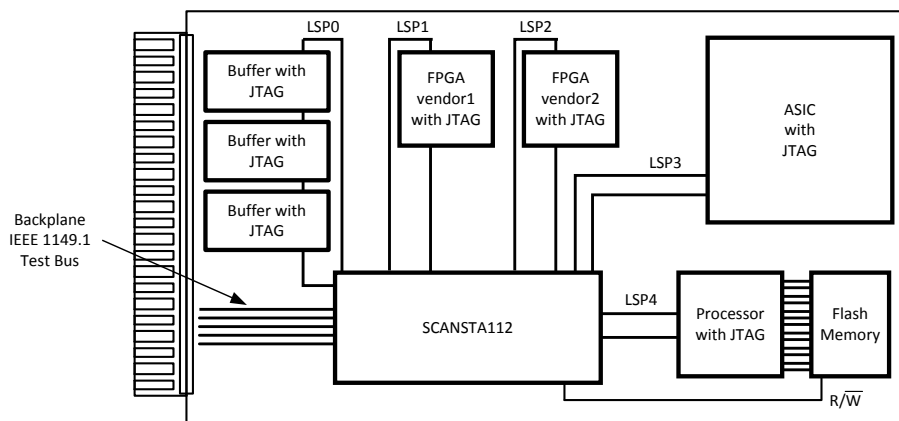 LSP0
LSP1
LSP2
Buffer with
JTAG
Buffer with
JTAG
Buffer with
JTAG
FPGA
vendor1
with JTAG
FPGA
vendor2
with JTAG
ASIC
with
JTAG
LSP3
Backplane
IEEE 1149.1
Test Bus
SCANSTA112
LSP4
Processor
with JTAG
Flash
Memory
R/W̅